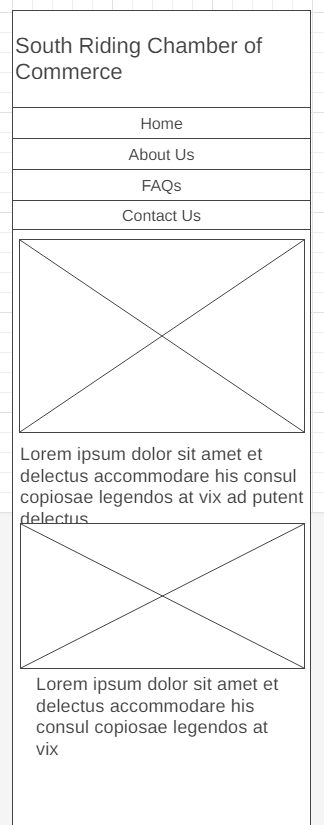 South Riding Chamber of
Commerce
Home
About Us
FAQs
Contact Us
Lorem ipsum dolor sit amet et
delectus accommodare his consul
copiosae legendos at vix ad putent
delectus
Lorem ipsum dolor sit amet et
delectus accommodare his
consul copiosae legendos at
vix